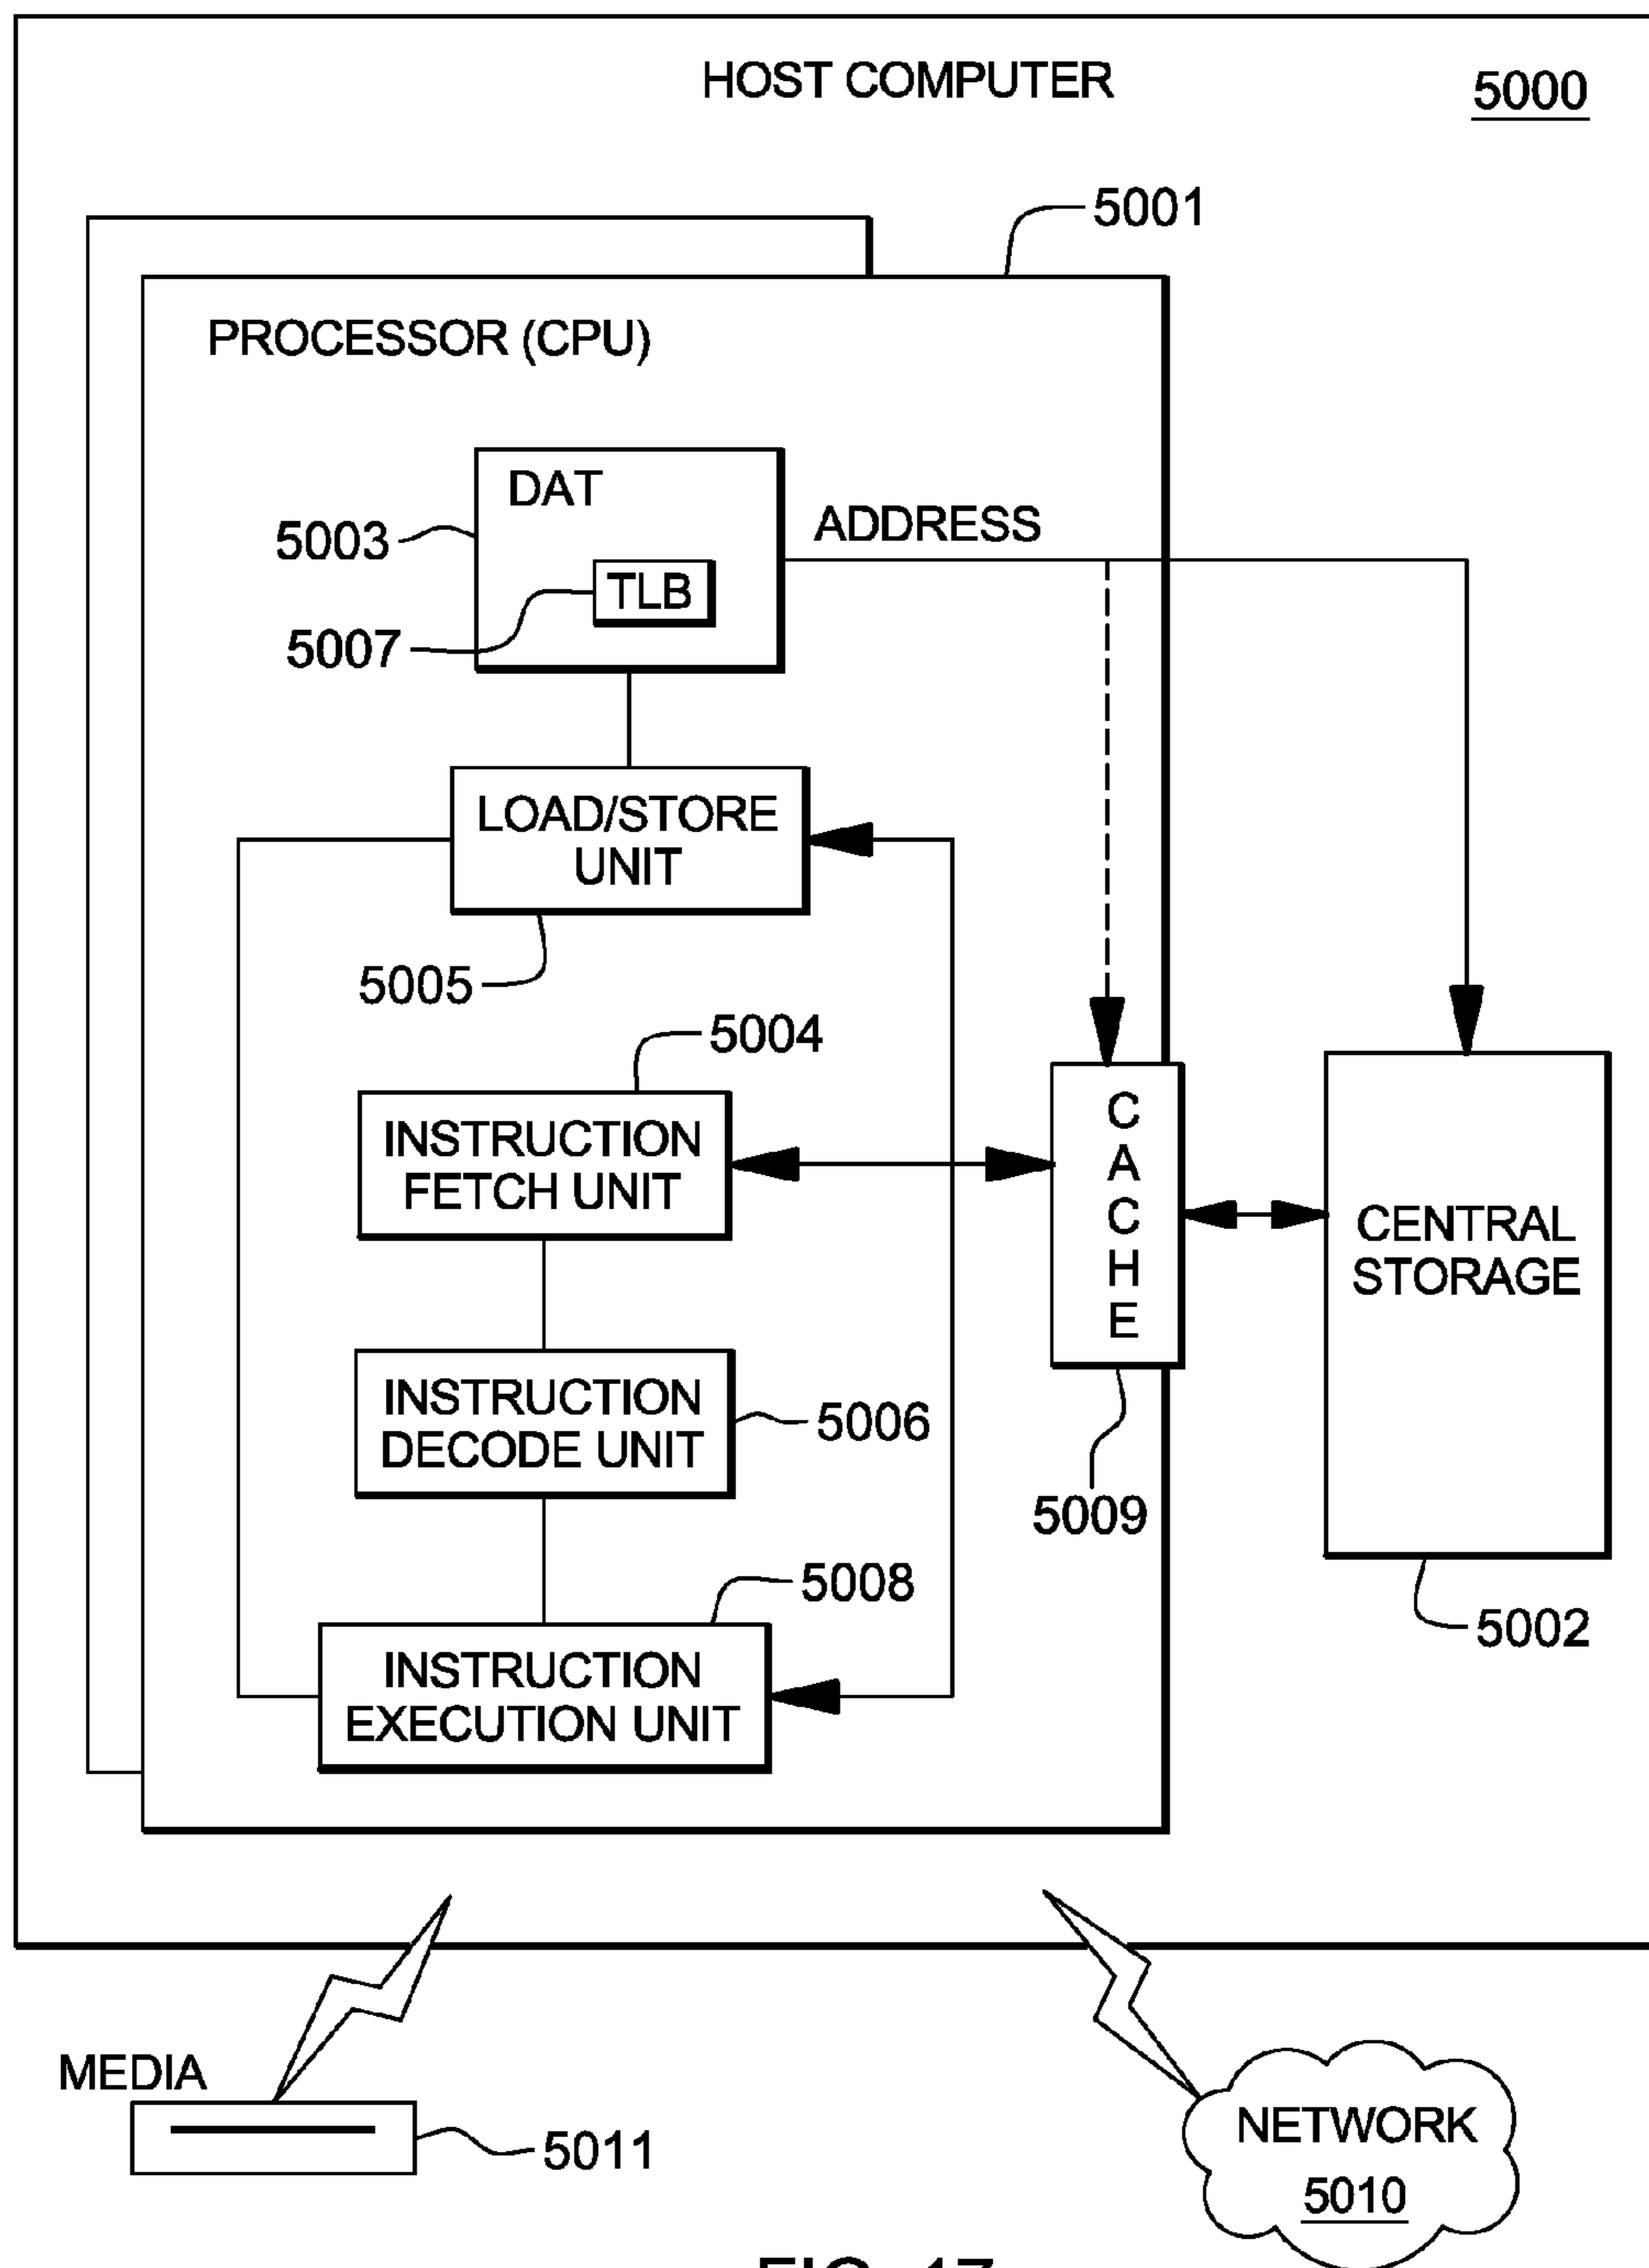 HOST COMPUTER
5000
5001
PROCESSOR (CPU)
DAT
ADDRESS
5003
TLB
5007
LOAD/STORE
UNIT
5005
5004
INSTRUCTION
FETCH UNIT
CACHE
CENTRAL
STORAGE
INSTRUCTION
DECODE UNIT
5006
5009
5008
5002
INSTRUCTION
EXECUTION UNIT
MEDIA
5011
NETWORK
5010